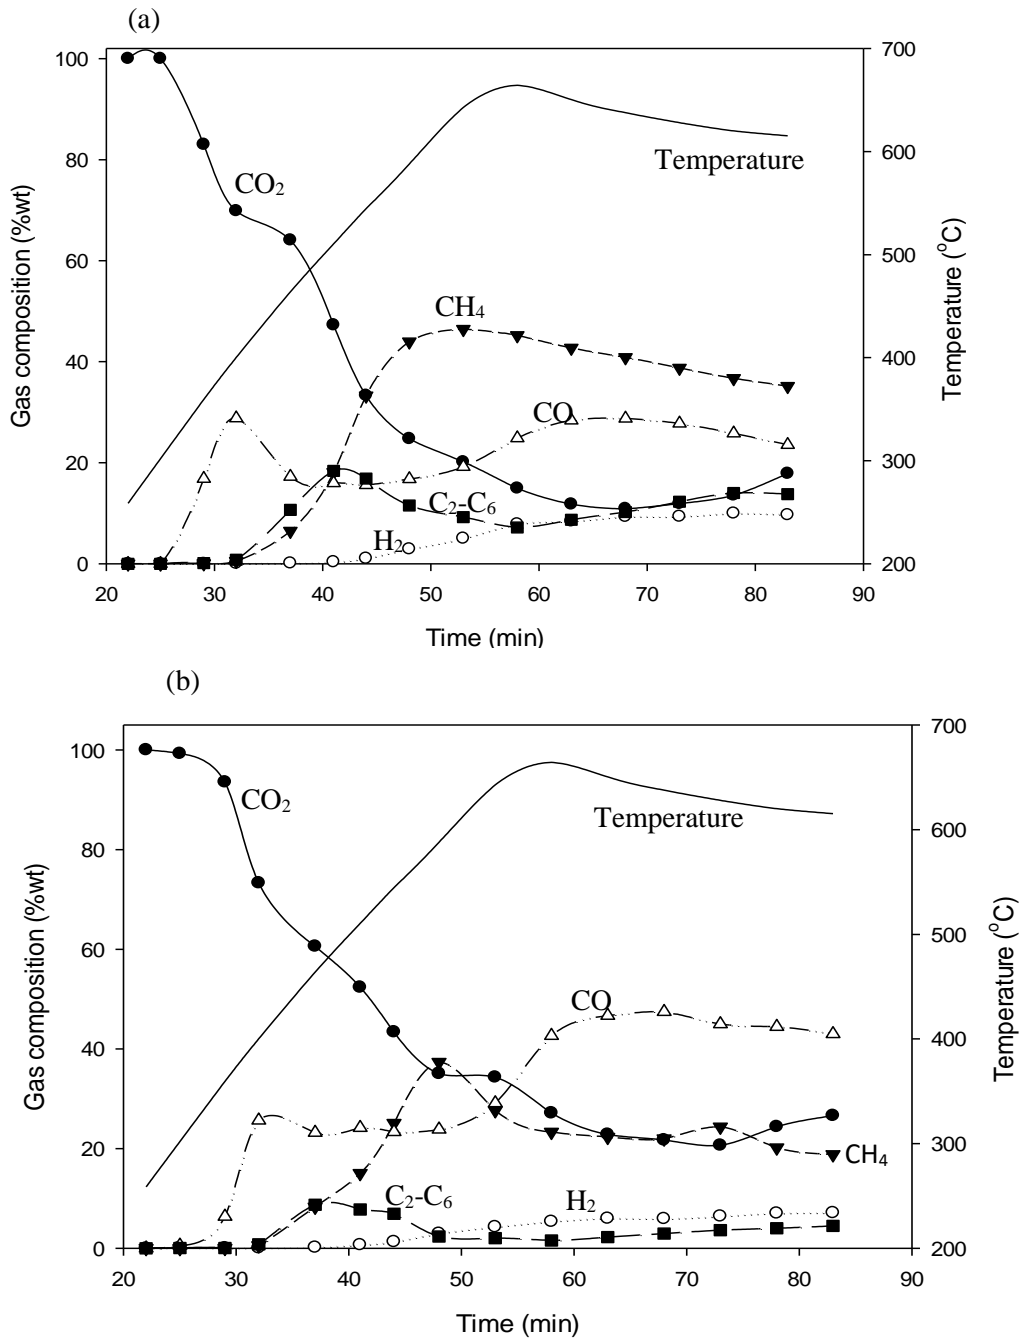 (a)
100
80
60
40
20
0
Gas composition (%wt)
700
600
500
400
300
200
Temperature (°C)
CO₂
Temperature
CH₄
CO
C₂-C₆
H₂
20 30 40 50 60 70 80 90
Time (min)
(b)
100
80
60
40
20
0
Gas composition (%wt)
700
600
500
400
300
200
Temperature (°C)
CO₂
Temperature
CO
CH₄
C₂-C₆
H₂
20 30 40 50 60 70 80 90
Time (min)